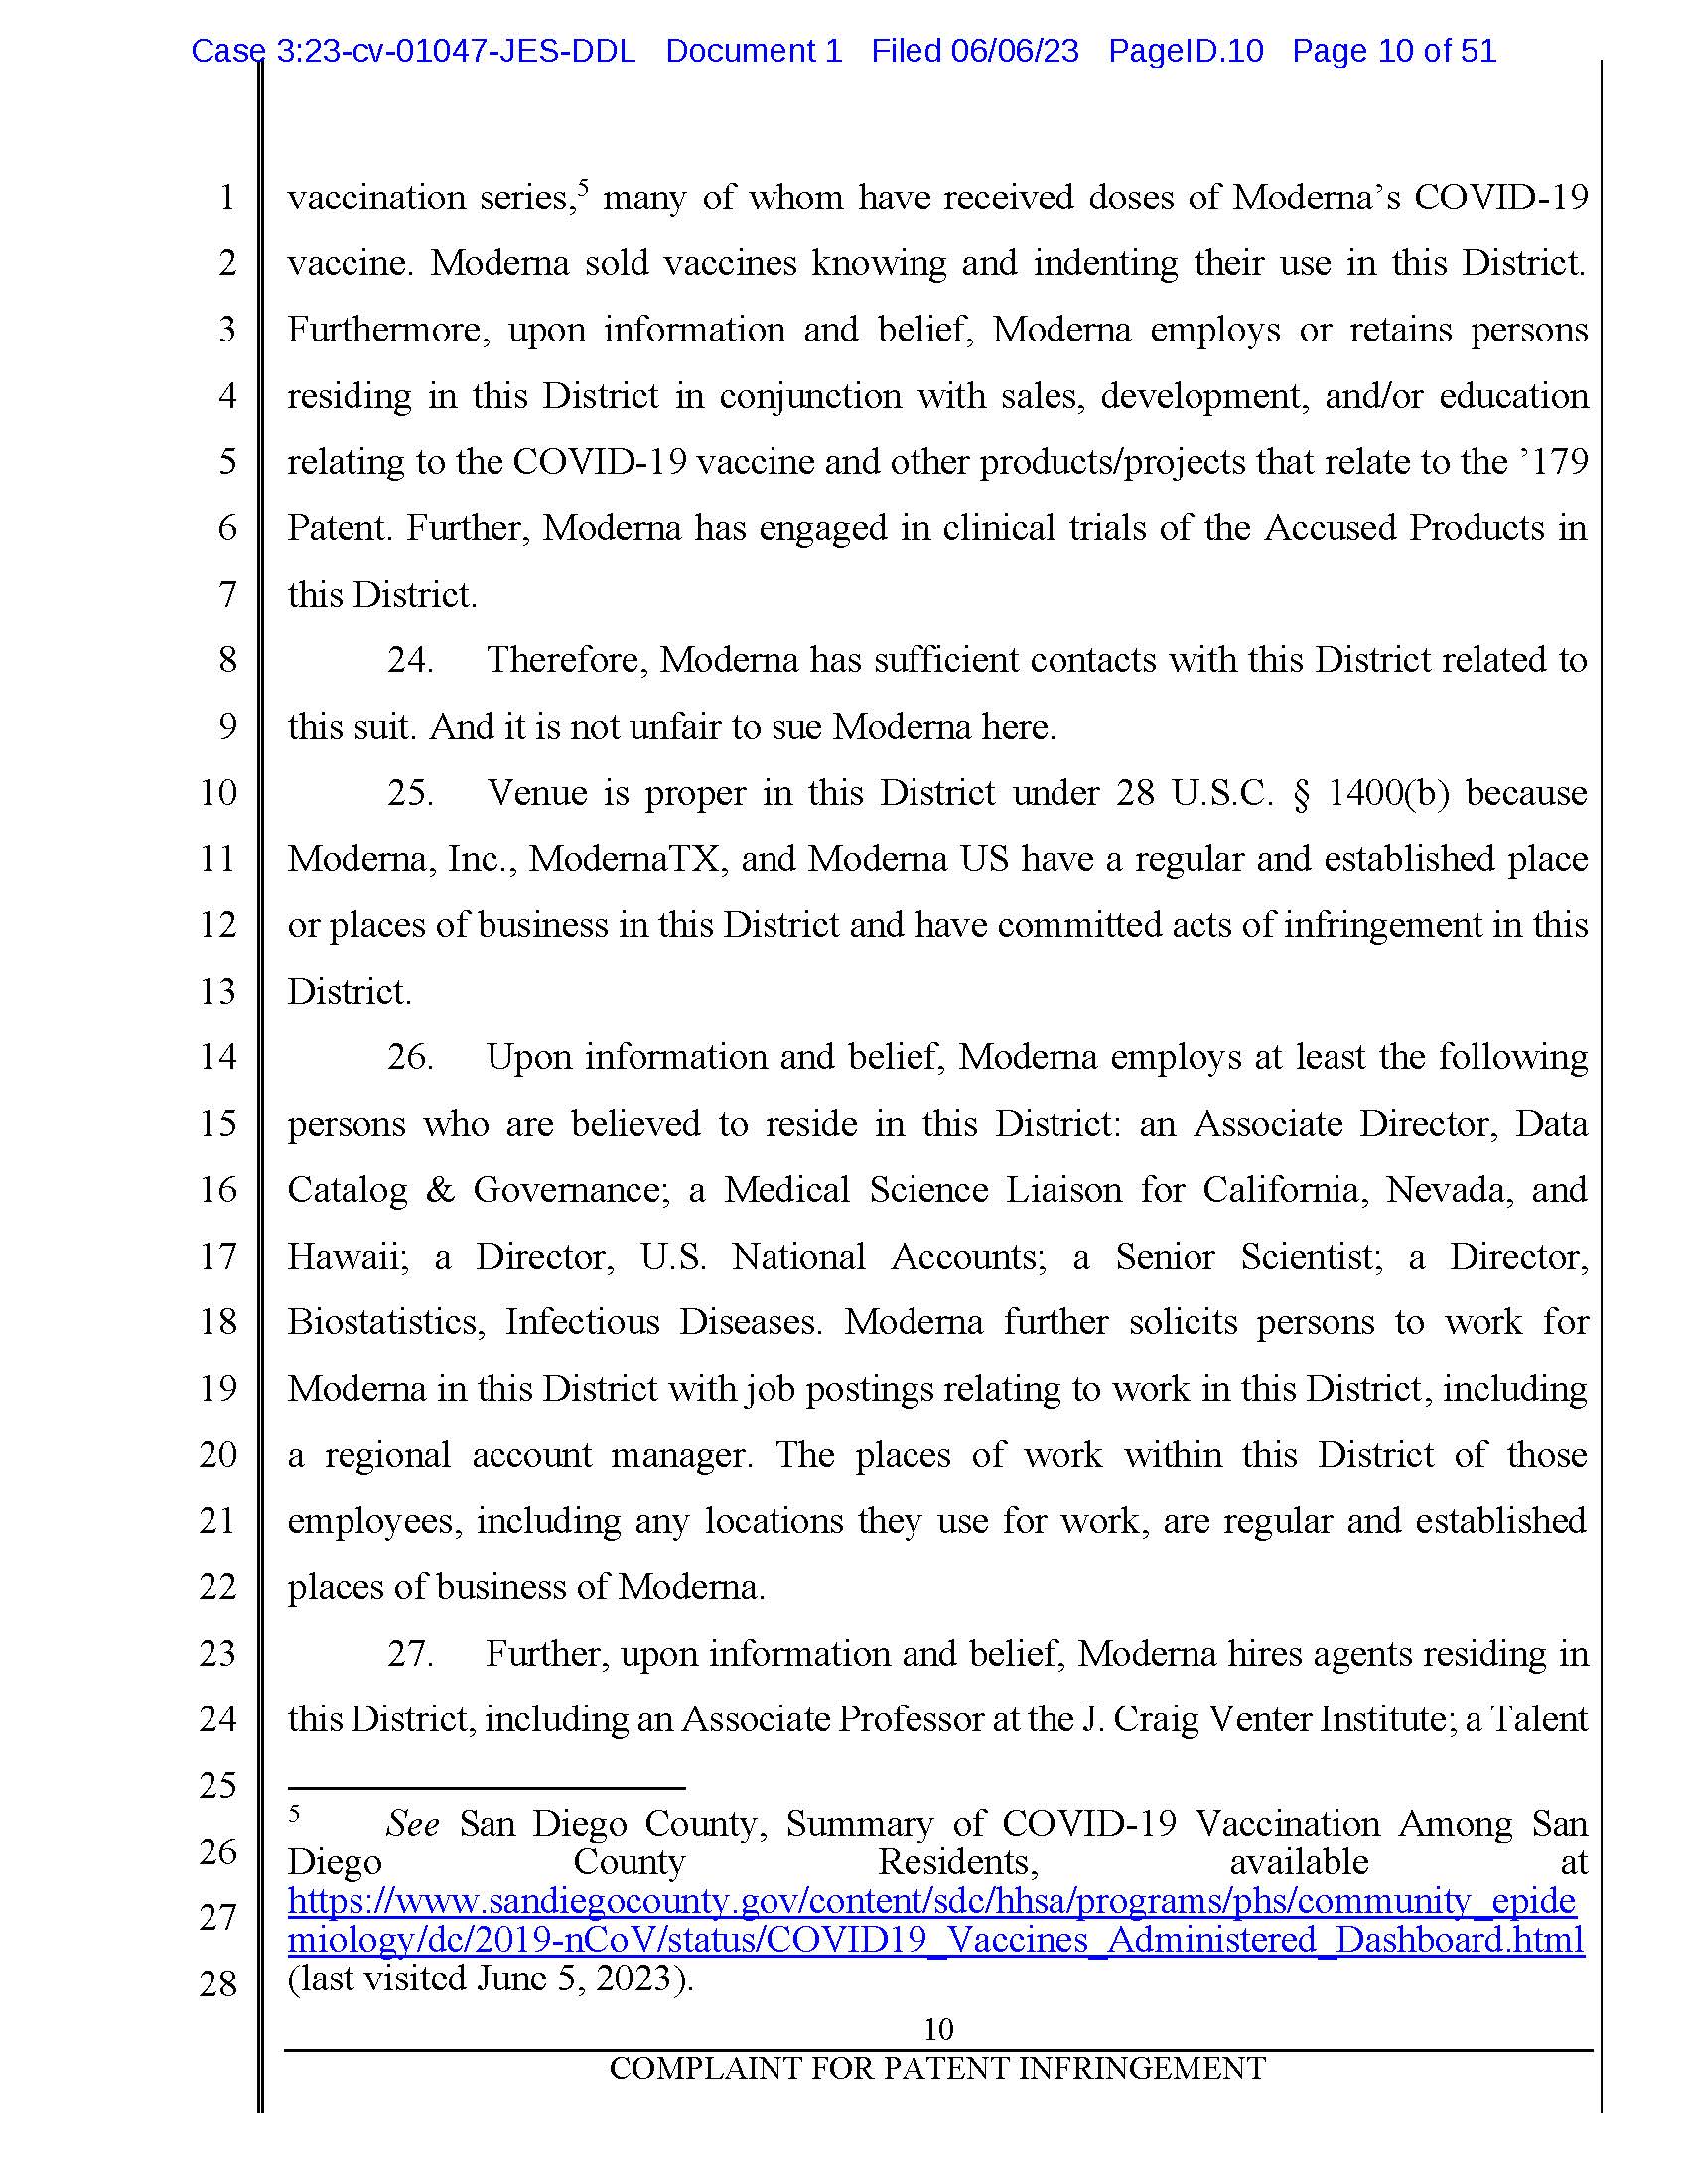 Case 3:23-cv-01047-JES-DDL Document 1 Filed 06/06/23 PageID.10 Page 10 of 51
1 vaccination series,5 many of whom have received doses of Moderna’s COVID-19
2 vaccine. Moderna sold vaccines knowing and indenting their use in this District.
3 Furthermore, upon information and belief, Moderna employs or retains persons
4 residing in this District in conjunction with sales, development, and/or education
5 relating to the COVID-19 vaccine and other products/projects that relate to the ’179
6 Patent. Further, Moderna has engaged in clinical trials of the Accused Products in
7 this District.
8 24. Therefore, Moderna has sufficient contacts with this District related to
9 this suit. And it is not unfair to sue Moderna here.
10 25. Venue is proper in this District under 28 U.S.C. § 1400(b) because
11 Moderna, Inc., ModernaTX, and Moderna US have a regular and established place
12 or places of business in this District and have committed acts of infringement in this
13 District.
14 26. Upon information and belief, Moderna employs at least the following
15 persons who are believed to reside in this District: an Associate Director, Data
16 Catalog & Governance; a Medical Science Liaison for California, Nevada, and
17 Hawaii; a Director, U.S. National Accounts; a Senior Scientist; a Director,
18 Biostatistics, Infectious Diseases. Moderna further solicits persons to work for
19 Moderna in this District with job postings relating to work in this District, including
20 a regional account manager. The places of work within this District of those
21 employees, including any locations they use for work, are regular and established
22 places of business of Moderna.
23 27. Further, upon information and belief, Moderna hires agents residing in
24 this District, including an Associate Professor at the J. Craig Venter Institute; a Talent
25
5 See San Diego County, Summary of COVID-19 Vaccination Among San
26 Diego County Residents, available at
27 https://www.sandiegocounty.gov/content/sdc/hhsa/programs/phs/community_epide
miology/dc/2019-nCoV/status/COVID19_Vaccines_Administered_Dashboard.html
28 (last visited June 5, 2023).
10
COMPLAINT FOR PATENT INFRINGEMENT